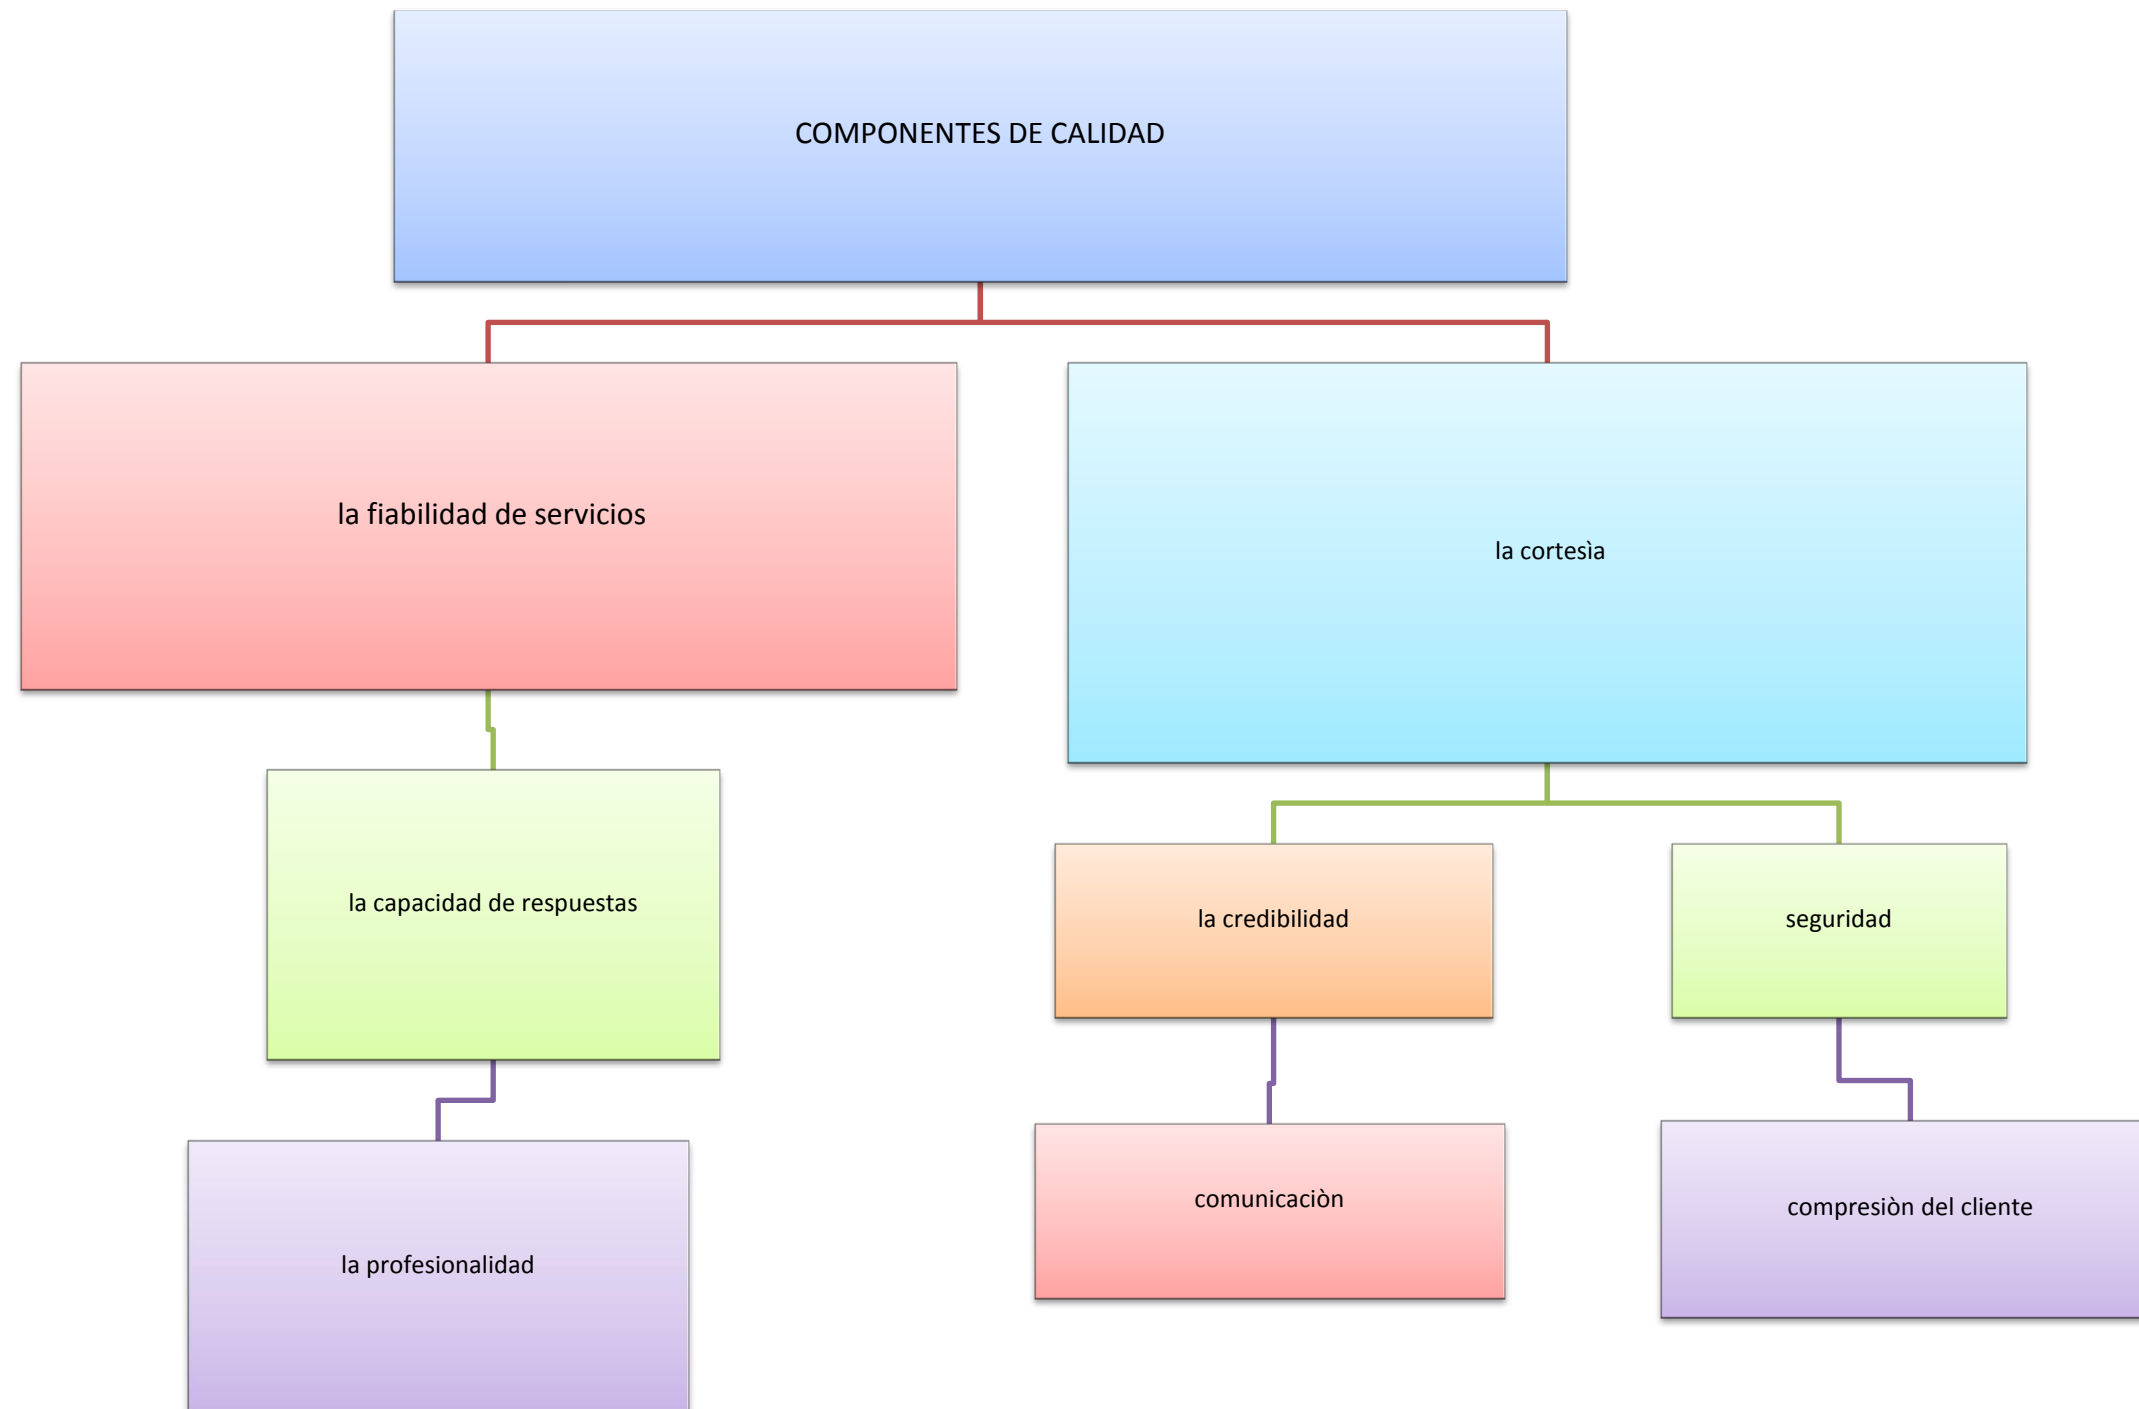 COMPONENTES DE CALIDAD
la fiabilidad de servicios
la cortesìa
la capacidad de respuestas
la credibilidad
seguridad
la profesionalidad
comunicaciòn
compresiòn del cliente